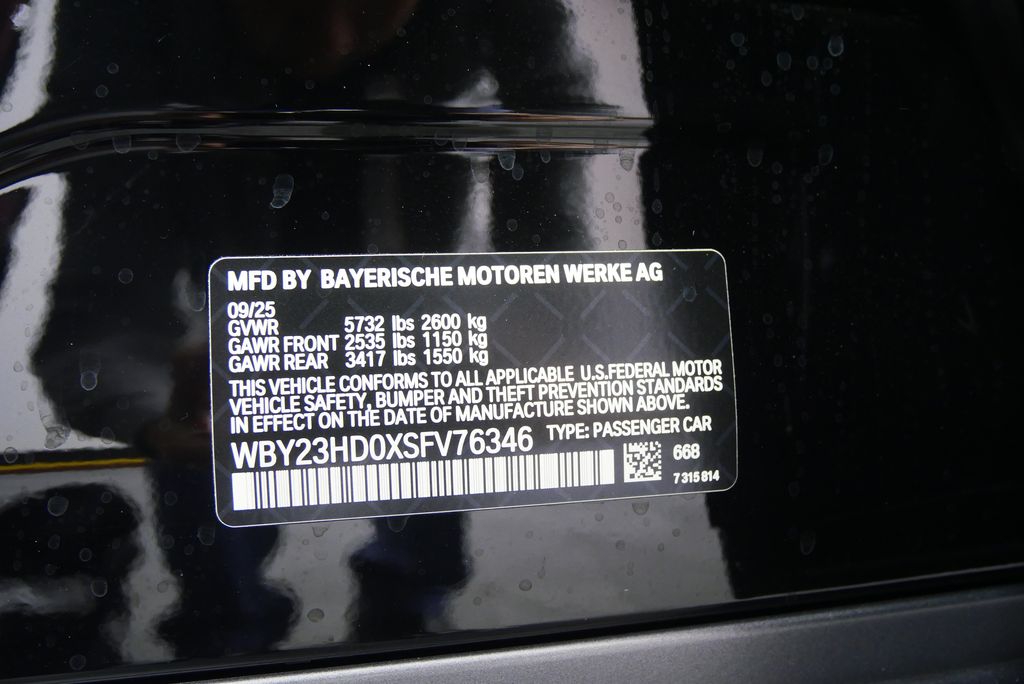 MFD BY BAYERISCHE MOTOREN WERKE AG
09/25
GVWR 5732 lbs 2600 kg
GAWR FRONT 2535 lbs 1150 kg
GAWR REAR 3417 lbs 1550 kg
THIS VEHICLE CONFORMS TO ALL APPLICABLE U.S.FEDERAL MOTOR
VEHICLE SAFETY, BUMPER AND THEFT PREVENTION STANDARDS
IN EFFECT ON THE DATE OF MANUFACTURE SHOWN ABOVE.
WBY23HD0XSFV76346 TYPE: PASSENGER CAR
668
7 315 814